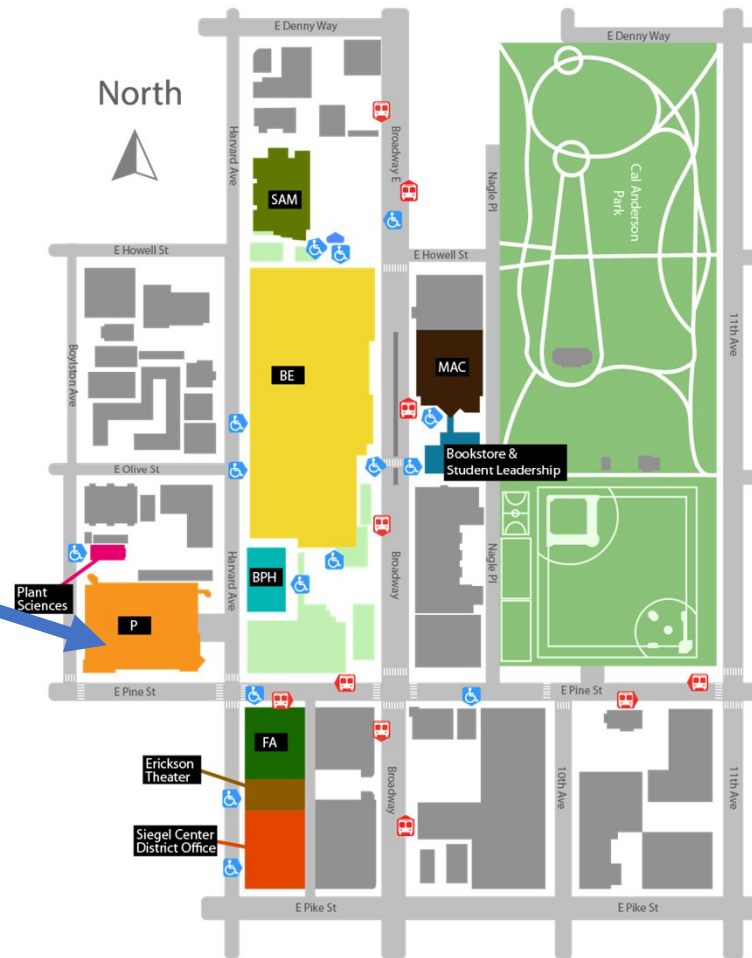 E Denny Way
E Denny Way
North
Harvard Ave
Broadway E
Nagle Pl
Cal Anderson
Park
SAM
E Howell St
E Howell St
Boylston Ave
11th Ave
BE
MAC
Bookstore &
Student Leadership
E Olive St
Harvard Ave
BPH
Broadway
Nagle Pl
Plant
Sciences
P
E Pine St
E Pine St
FA
Erickson
Theater
Broadway
10th Ave
11th Ave
Siegel Center
District Office
E Pike St
E Pike St